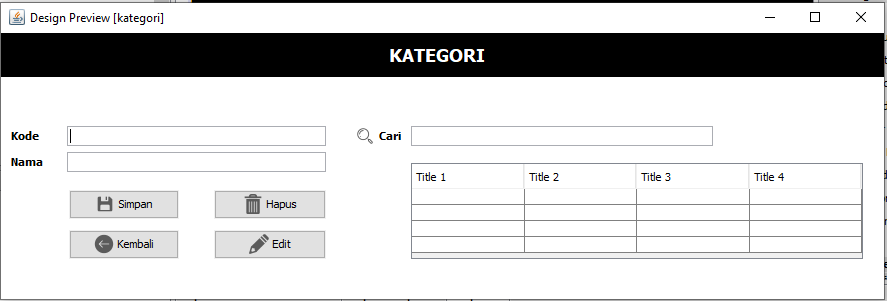 Design Preview [kategori]
KATEGORI
Kode
Cari
Nama
Title 1 Title 2 Title 3 Title 4
Simpan Hapus
Kembali Edit